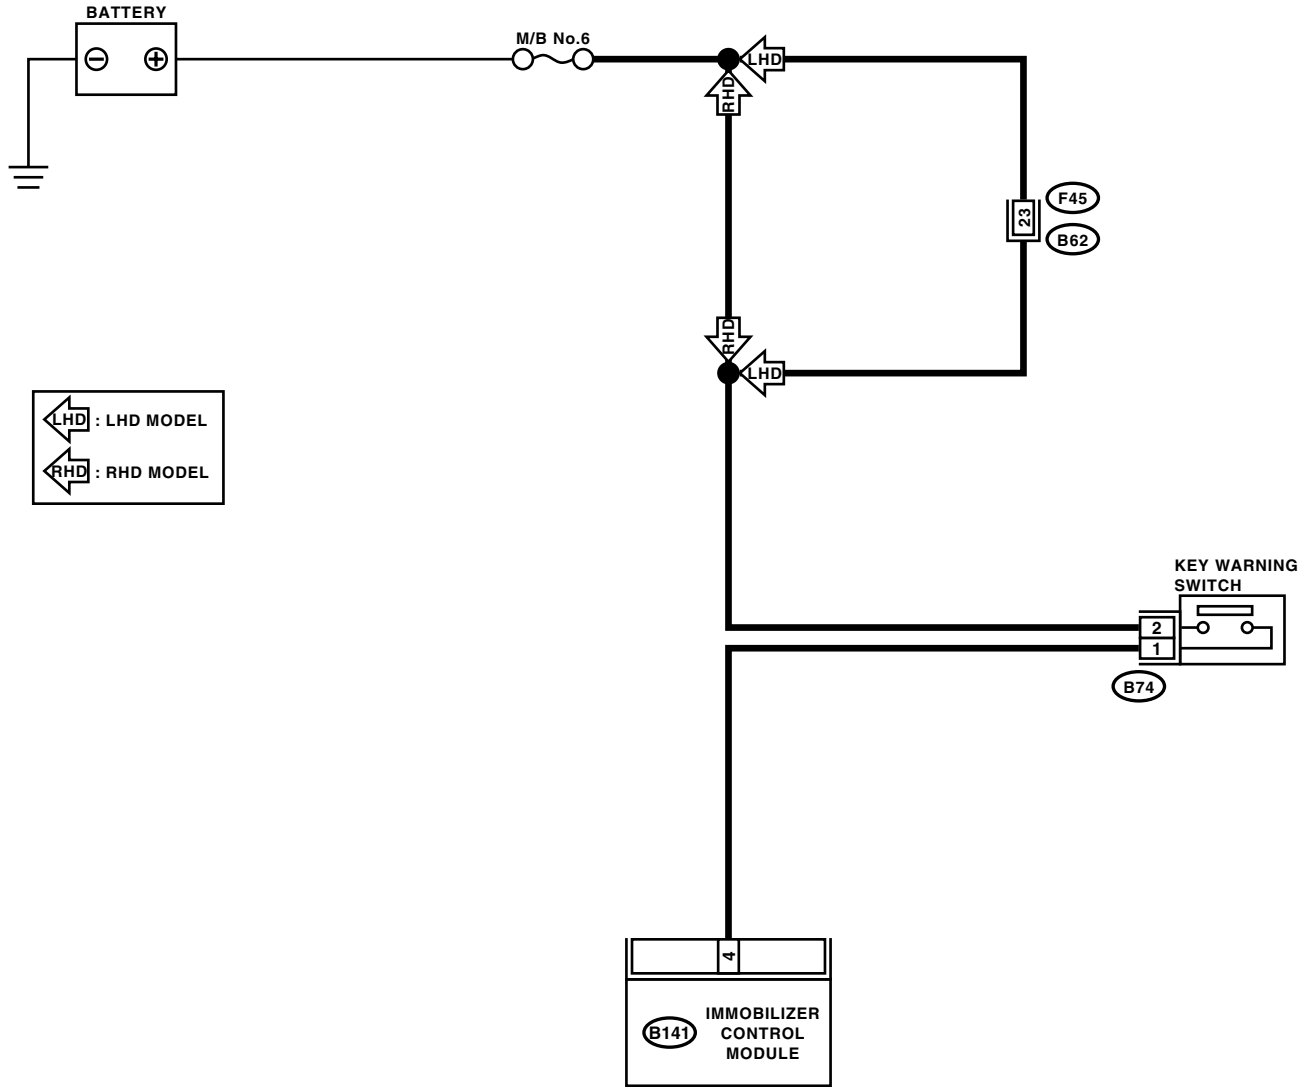 BATTERY
M/B No.6
LHD
RHD
F45
23
B62
RHD
LHD
LHD : LHD MODEL
RHD : RHD MODEL
KEY WARNING
SWITCH
2
1
B74
4
B141
IMMOBILIZER
CONTROL
MODULE